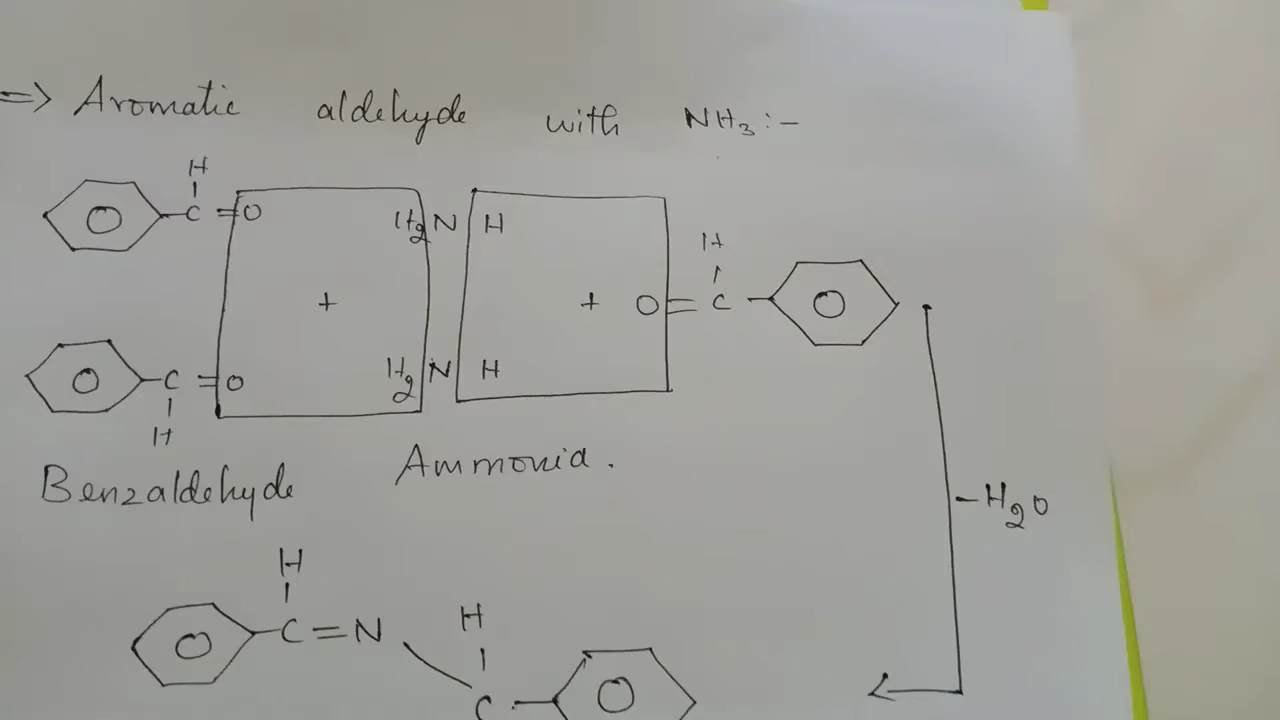 => Aromatic aldehyde with NH3:-
H
C=O H2N H
H
+ + O=C
C=O H2N H
H
Benzaldehyde Ammonia.
-H2O
H
C=N H
C